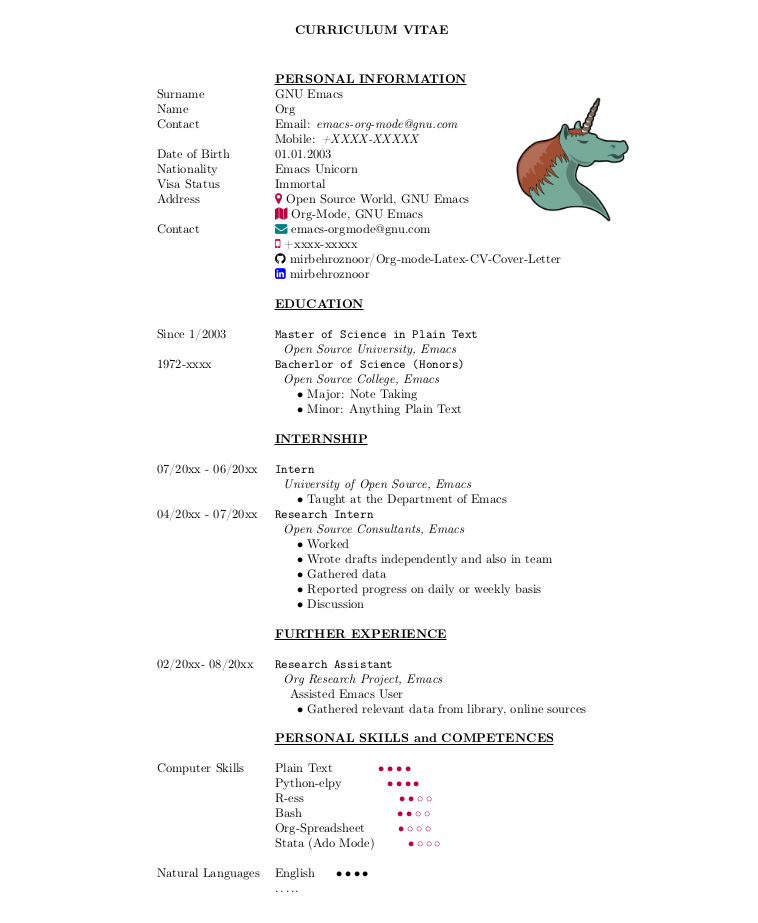 CURRICULUM VITAE
PERSONAL INFORMATION
Surname GNU Emacs
Name Org
Contact Email: emacs-org-mode@gnu.com
Mobile: +XXXX-XXXXX
Date of Birth 01.01.2003
Nationality Emacs Unicorn
Visa Status Immortal
Address Open Source World, GNU Emacs
Org-Mode, GNU Emacs
Contact emacs-orgmode@gnu.com
+xxxx-xxxxx
mirbehroznoor/Org-mode-Latex-CV-Cover-Letter
in mirbehroznoor
EDUCATION
Since 1/2003 Master of Science in Plain Text
Open Source University, Emacs
1972-xxxx Bacherlor of Science (Honors)
Open Source College, Emacs
• Major: Note Taking
• Minor: Anything Plain Text
INTERNSHIP
07/20xx - 06/20xx Intern
University of Open Source, Emacs
• Taught at the Department of Emacs
04/20xx - 07/20xx Research Intern
Open Source Consultants, Emacs
• Worked
• Wrote drafts independently and also in team
• Gathered data
• Reported progress on daily or weekly basis
• Discussion
FURTHER EXPERIENCE
02/20xx- 08/20xx Research Assistant
Org Research Project, Emacs
Assisted Emacs User
• Gathered relevant data from library, online sources
PERSONAL SKILLS and COMPETENCES
Computer Skills Plain Text ●●●●
Python-elpy ●●●●
R-ess ●●○○
Bash ●●○○
Org-Spreadsheet ●○○○
Stata (Ado Mode) ●○○○
Natural Languages English ●●●●
.....